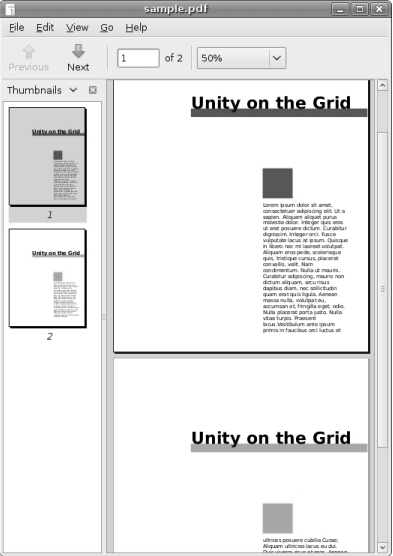 sample.pdf
File Edit View Go Help
Previous Next 1 of 2 50%
Thumbnails
Unity on the Grid
1
Unity on the Grid
2
Unity on the Grid
Lorem ipsum dolor sit amet,
consectetuer adipiscing elit. Ut a
sapien. Aliquam aliquet purus
molestie dolor. Integer quis eros
ut erat posuere dictum. Curabitur
dignissim. Integer orci. Fusce
vulputate lacus at ipsum. Quisque
in libero nec mi laoreet volutpat.
Aliquam eros pede, scelerisque
quis, tristique cursus, placerat
convallis, velit. Nam
condimentum. Nulla ut mauris.
Curabitur adipiscing, mauris non
dictum aliquam, arcu risus
dapibus diam, nec sollicitudin
quam erat quis ligula. Aenean
massa nulla, volutpat eu,
accumsan et, fringilla eget, odio.
Nulla placerat porta justo. Nulla
vitae turpis. Praesent
lacus.Vestibulum ante ipsum
primis in faucibus orci luctus et
Unity on the Grid
ultrices posuere cubilia Curae;
Aliquam ultricies lacus eu dui.